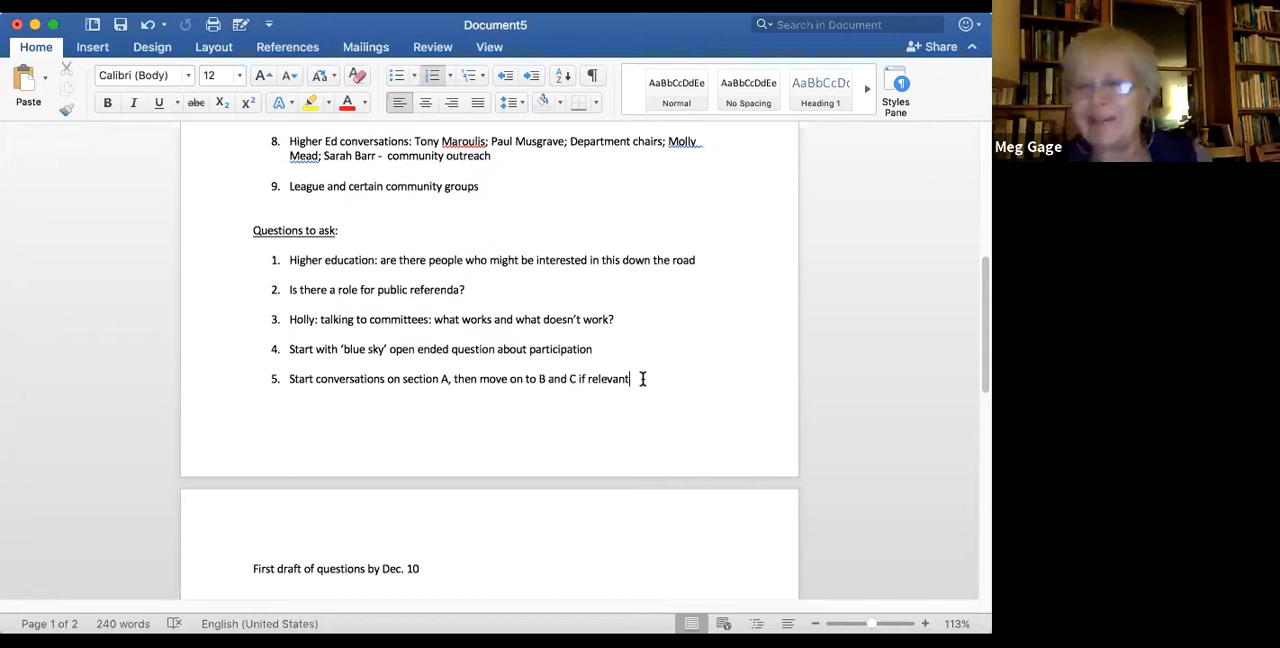 Document5
Search in Document
Home Insert Design Layout References Mailings Review View
Share
Paste
Calibri (Body) 12
AaBbCcDdEe AaBbCcDdEe AaBbCcDc
Normal No Spacing Heading 1
Styles
Pane
8. Higher Ed conversations: Tony Maroulis; Paul Musgrave; Department chairs; Molly
Mead; Sarah Barr - community outreach
9. League and certain community groups
Questions to ask:
1. Higher education: are there people who might be interested in this down the road
2. Is there a role for public referenda?
3. Holly: talking to committees: what works and what doesn't work?
4. Start with 'blue sky' open ended question about participation
5. Start conversations on section A, then move on to B and C if relevant
First draft of questions by Dec. 10
Page 1 of 2 240 words English (United States) 113%
Meg Gage